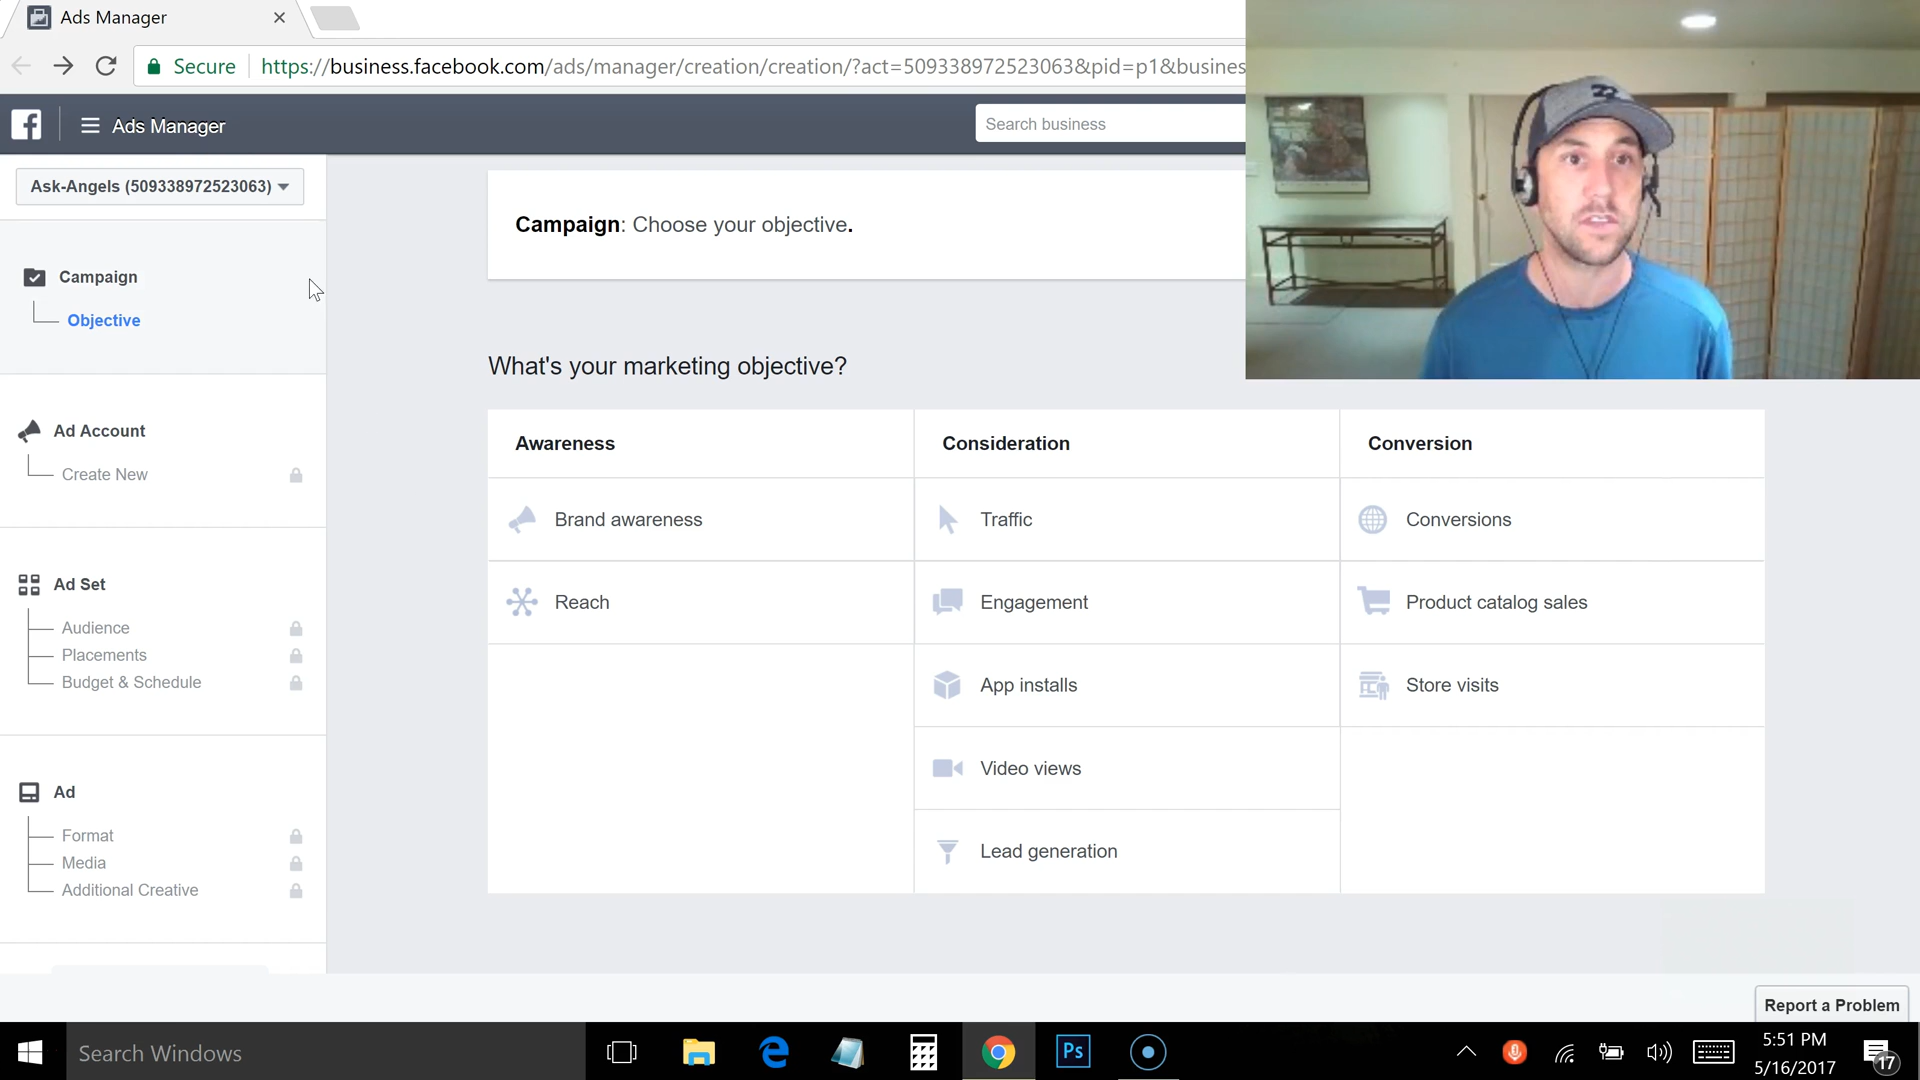 Ads Manager
Secure
https://business.facebook.com/ads/manager/creation/creation/?act=509338972523063&pid=p1&busines
Ads Manager
Search business
Ask-Angels (509338972523063)
Campaign
Objective
Ad Account
Create New
Ad Set
Audience
Placements
Budget & Schedule
Ad
Format
Media
Additional Creative
Campaign: Choose your objective.
What's your marketing objective?
Awareness
Consideration
Conversion
Brand awareness
Traffic
Conversions
Reach
Engagement
Product catalog sales
App installs
Store visits
Video views
Lead generation
Report a Problem
Search Windows
Ps
5:51 PM
5/16/2017
17